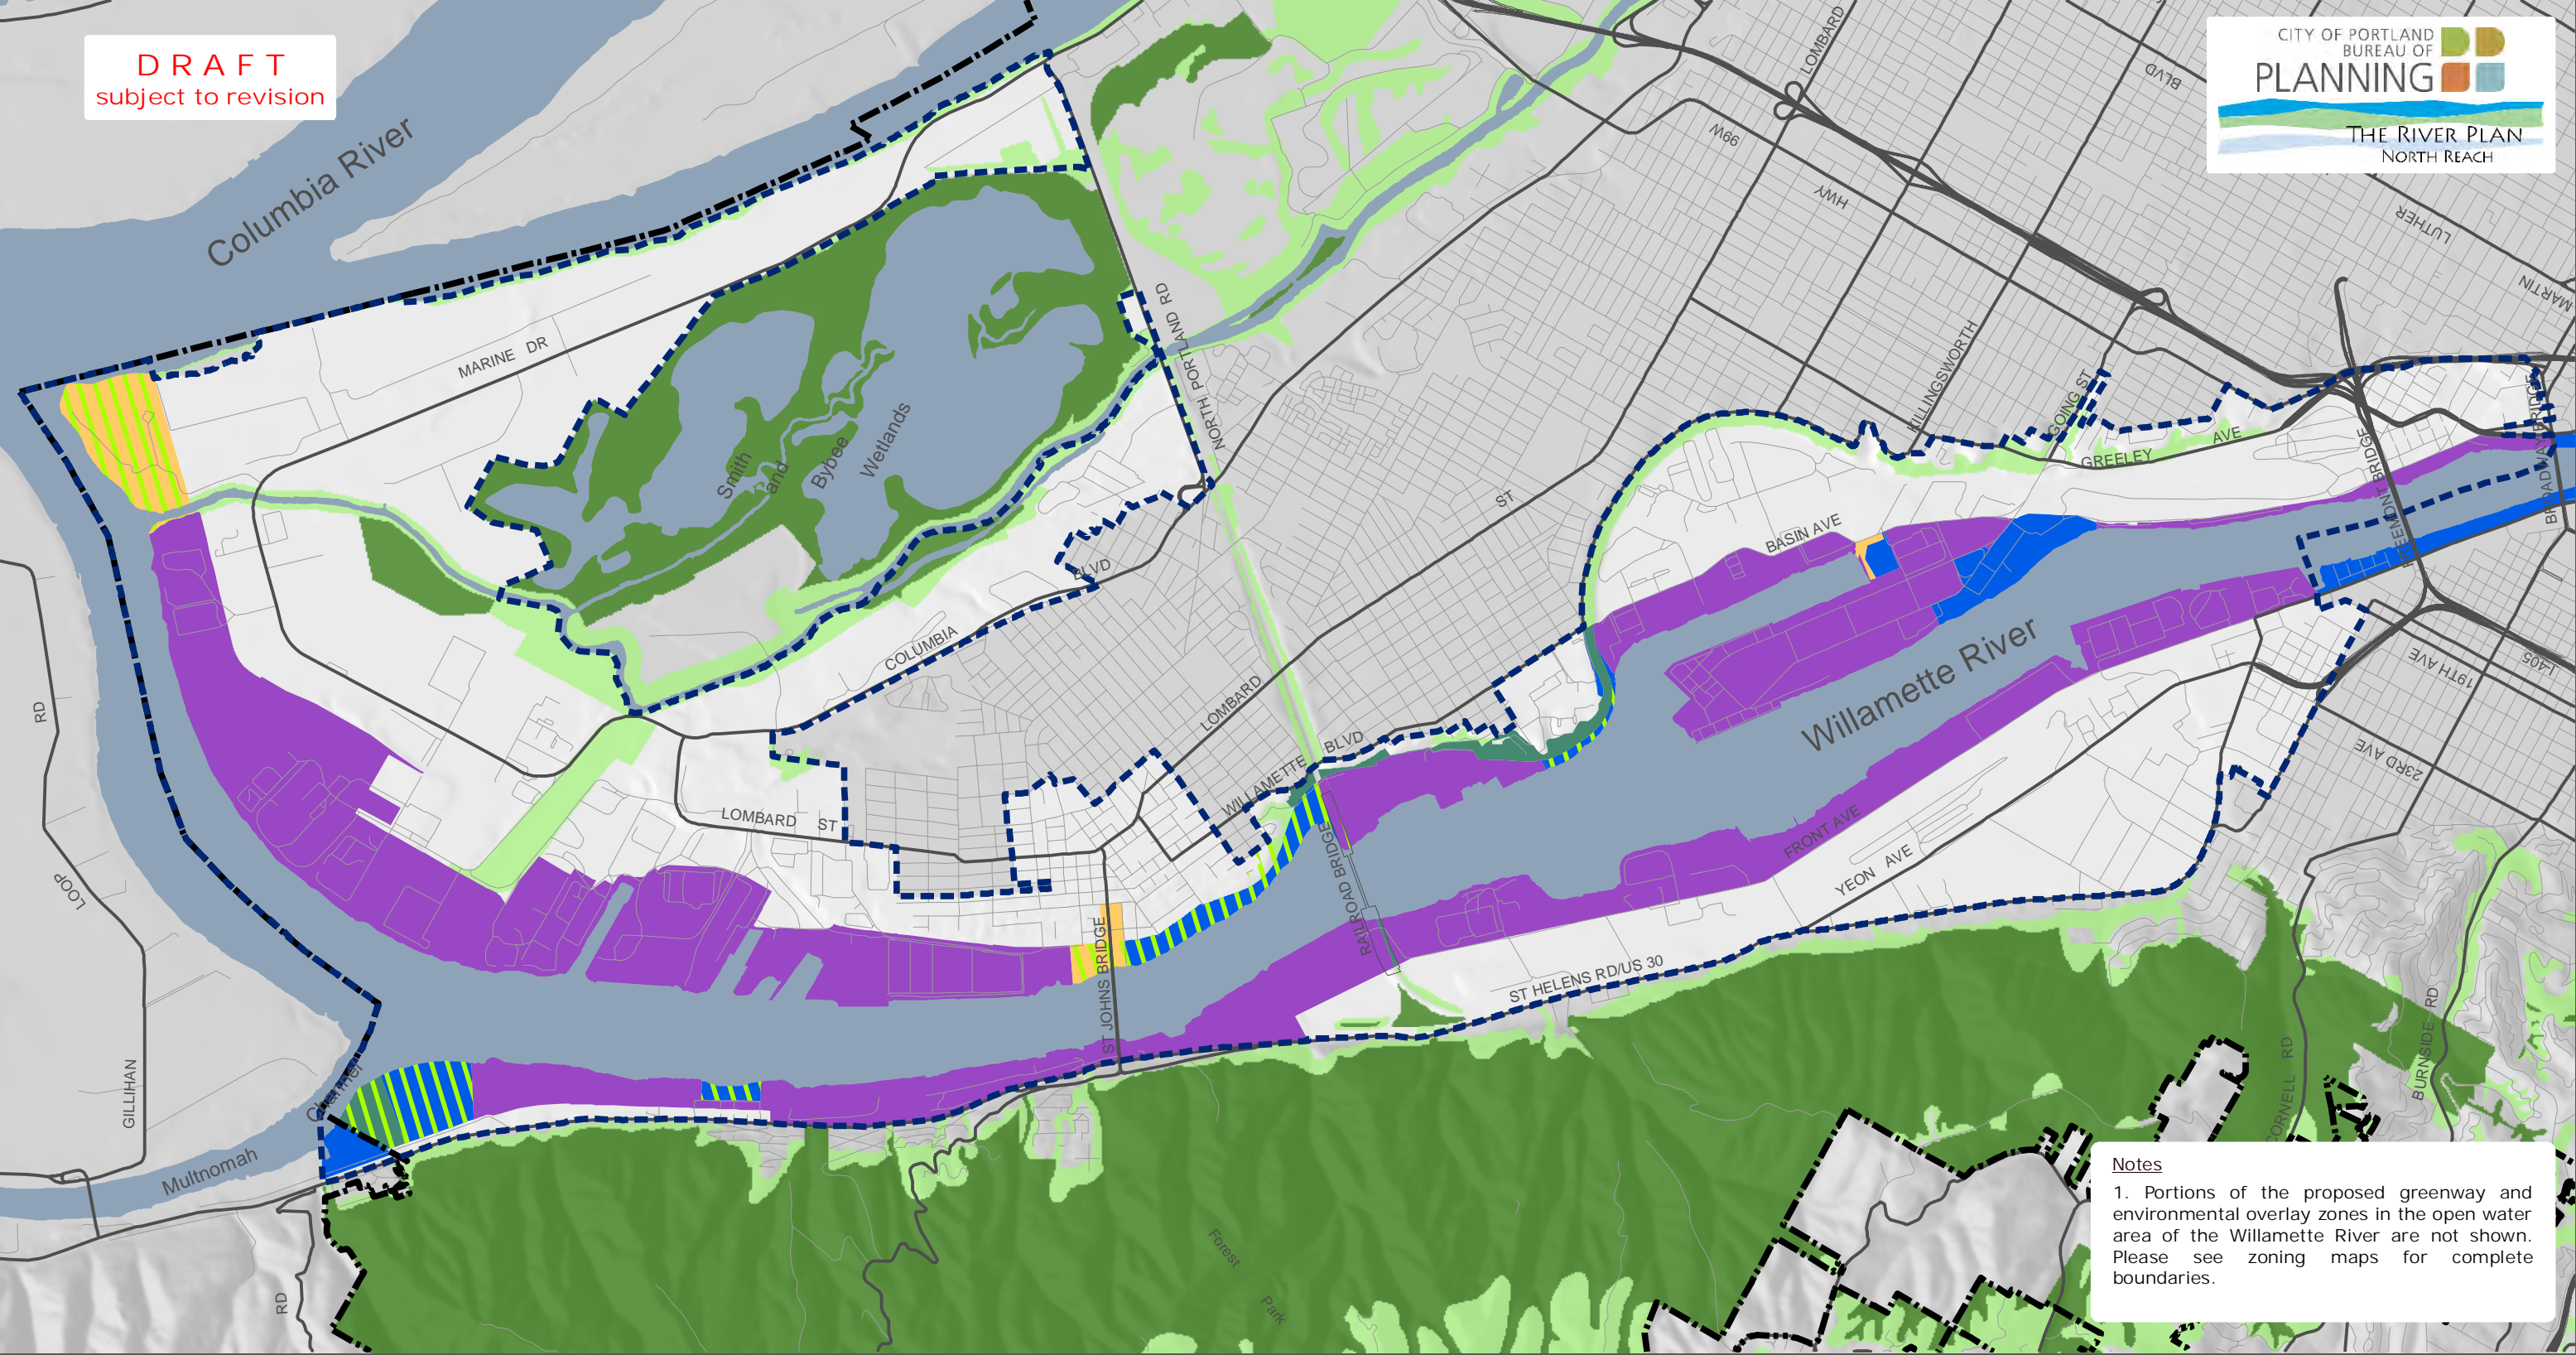 DRAFT
subject to revision
CITY OF PORTLAND
BUREAU OF
PLANNING
THE RIVER PLAN
NORTH REACH
Columbia River
LOMBARD
BLVD
99W
HWY
LUTHER
MARTIN
MARINE DR
NORTH PORTLAND RD
KILLINGSWORTH
GOING ST
Smith
and
Bybee
Wetlands
GREELEY AVE
FREEMONT BRIDGE
BROADWAY BRIDGE
BASIN AVE
ST
BLVD
COLUMBIA
LOMBARD
Willamette River
19TH AVE
I-405
23RD AVE
RD
LOOP
BLVD
WILLAMETTE
LOMBARD ST
FRONT AVE
YEON AVE
RAILROAD BRIDGE
ST JOHNS BRIDGE
ST HELENS RD/US 30
GILLIHAN
Channel
Multnomah
RD
Forest
Park
CORNELL RD
BURNSIDE RD
Notes
1. Portions of the proposed greenway and
environmental overlay zones in the open water
area of the Willamette River are not shown.
Please see zoning maps for complete
boundaries.